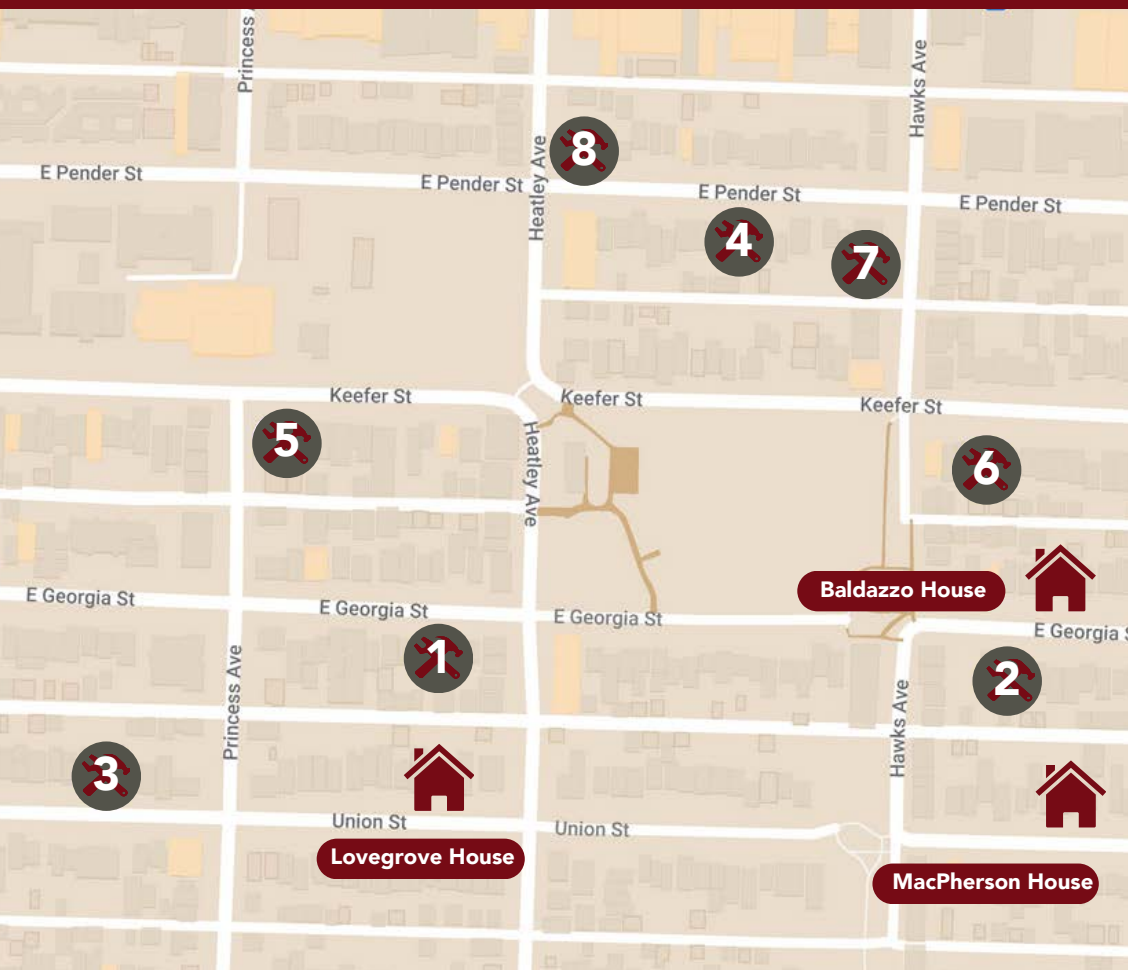 Princess
Hawks Ave
Heatley Ave
8
E Pender St
E Pender St
E Pender St
E Pender St
4
7
Keefer St
Keefer St
Keefer St
5
Heatley Ave
6
Baldazzo House
E Georgia St
E Georgia St
E Georgia St
E Georgia S
1
2
Princess Ave
Hawks Ave
3
Union St
Union St
Lovegrove House
MacPherson House